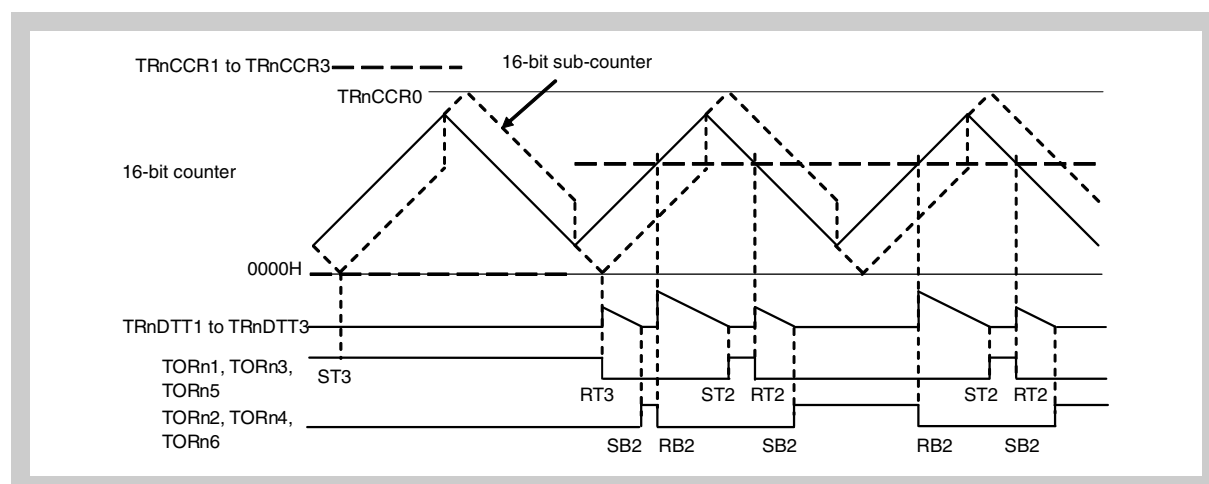 TRnCCR1 to TRnCCR3
16-bit sub-counter
TRnCCR0
16-bit counter
0000H
TRnDTT1 to TRnDTT3
TORn1, TORn3,
TORn5
ST3
RT3
ST2
RT2
ST2
RT2
TORn2, TORn4,
TORn6
SB2
RB2
SB2
RB2
SB2